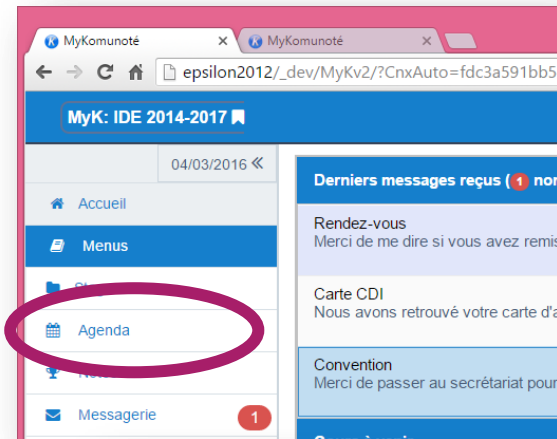 MyKomunoté
MyKomunoté
epsilon2012/_dev/MyKv2/?CnxAuto=fdc3a591bb5
MyK: IDE 2014-2017
04/03/2016
Accueil
Menus
Agenda
Messagerie
1
Derniers messages reçus (1 non
Rendez-vous
Merci de me dire si vous avez remis
Carte CDI
Nous avons retrouvé votre carte d'a
Convention
Merci de passer au secrétariat pour